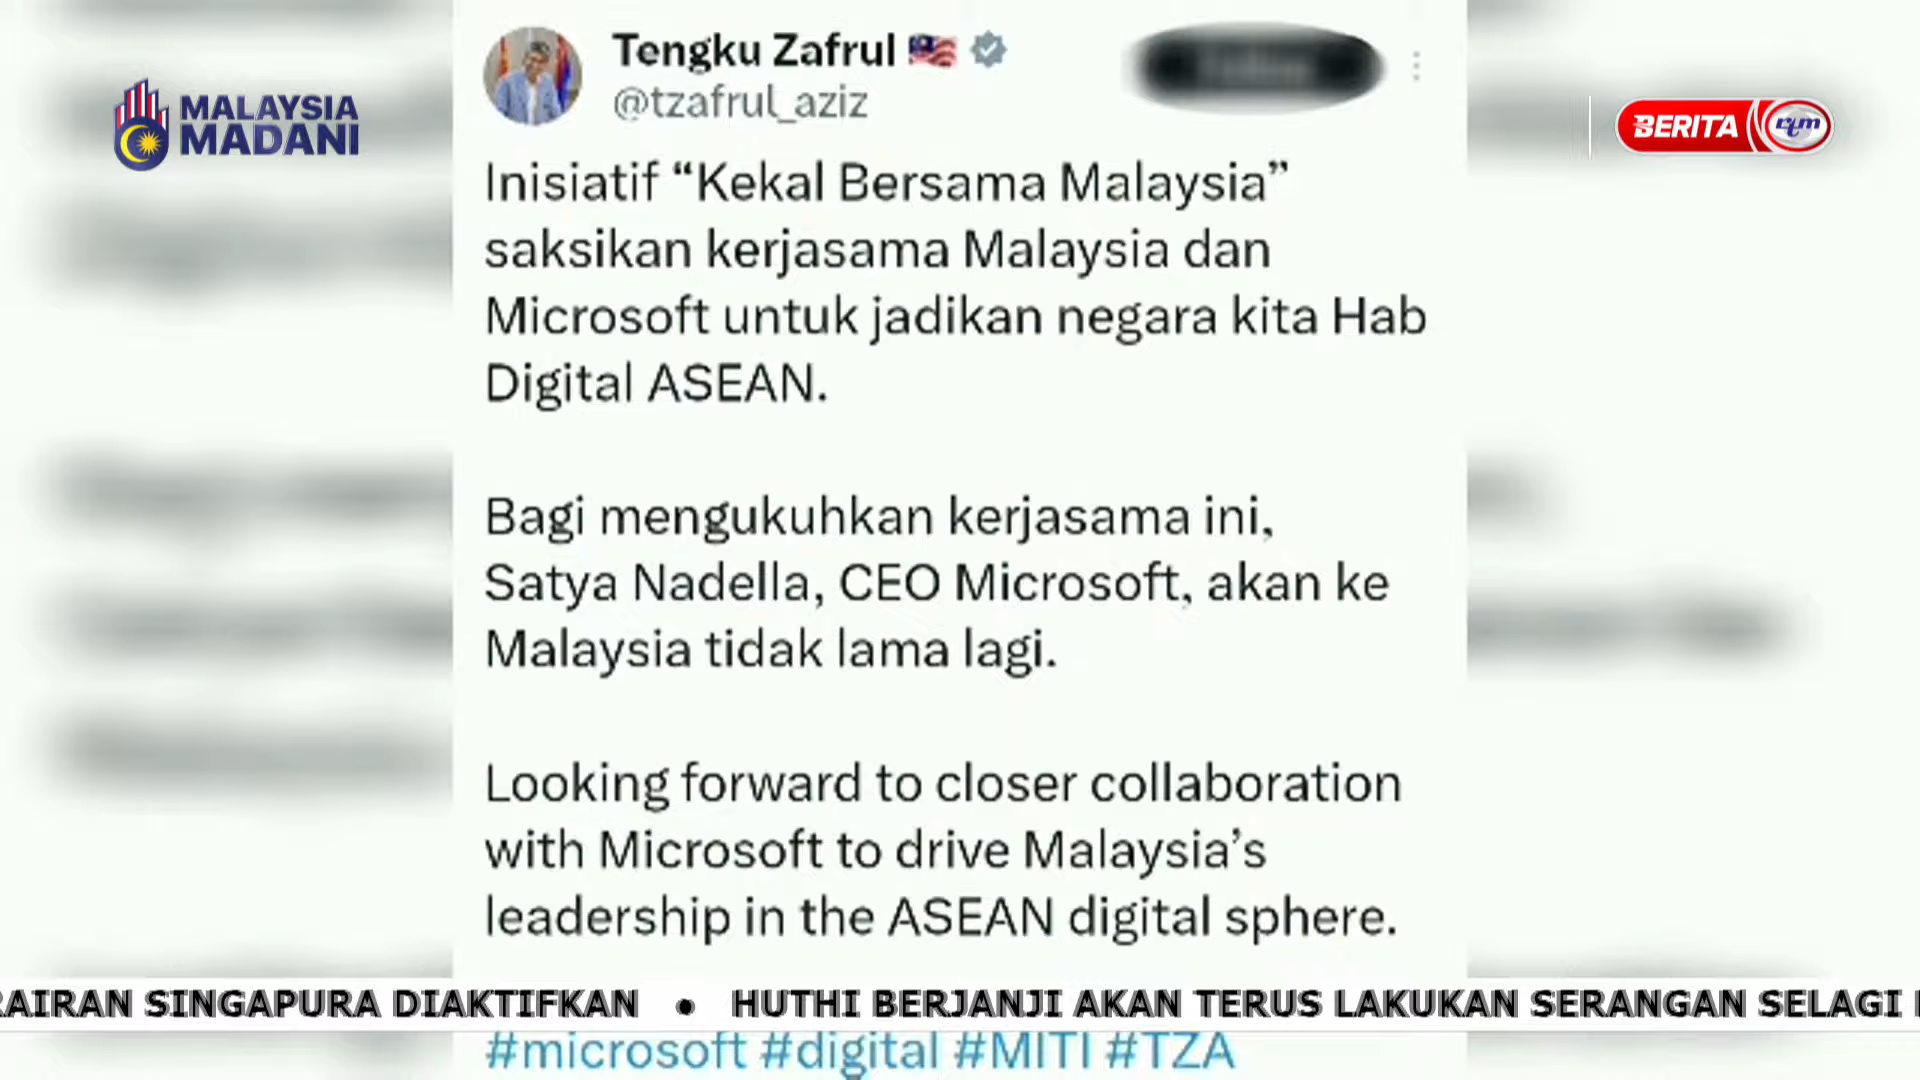 Tengku Zafrul
@tzafrul_aziz
MALAYSIA
MADANI
BERITA rtm
Inisiatif “Kekal Bersama Malaysia”
saksikan kerjasama Malaysia dan
Microsoft untuk jadikan negara kita Hab
Digital ASEAN.
Bagi mengukuhkan kerjasama ini,
Satya Nadella, CEO Microsoft, akan ke
Malaysia tidak lama lagi.
Looking forward to closer collaboration
with Microsoft to drive Malaysia’s
leadership in the ASEAN digital sphere.
RAIRAN SINGAPURA DIAKTIFKAN • HUTHI BERJANJI AKAN TERUS LAKUKAN SERANGAN SELAGI
#microsoft #digital #MITI #TZA